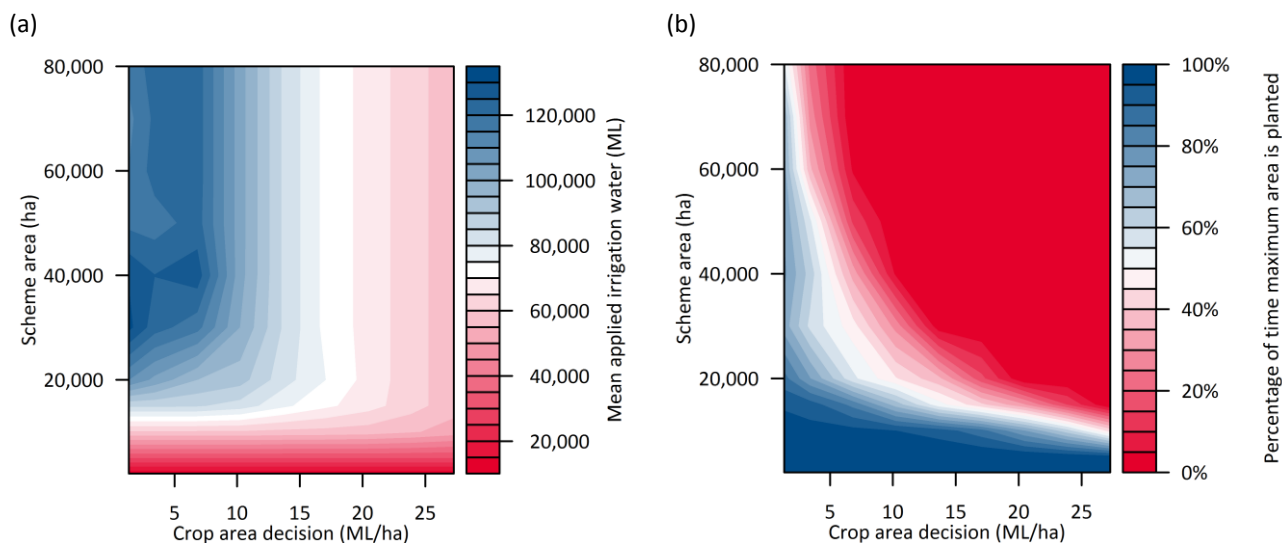 (a)
80,000
60,000
40,000
20,000
Scheme area (ha)
5 10 15 20 25
Crop area decision (ML/ha)
120,000
100,000
80,000
60,000
40,000
20,000
Mean applied irrigation water (ML)
(b)
80,000
60,000
40,000
20,000
Scheme area (ha)
5 10 15 20 25
Crop area decision (ML/ha)
100%
80%
60%
40%
20%
0%
Percentage of time maximum area is planted